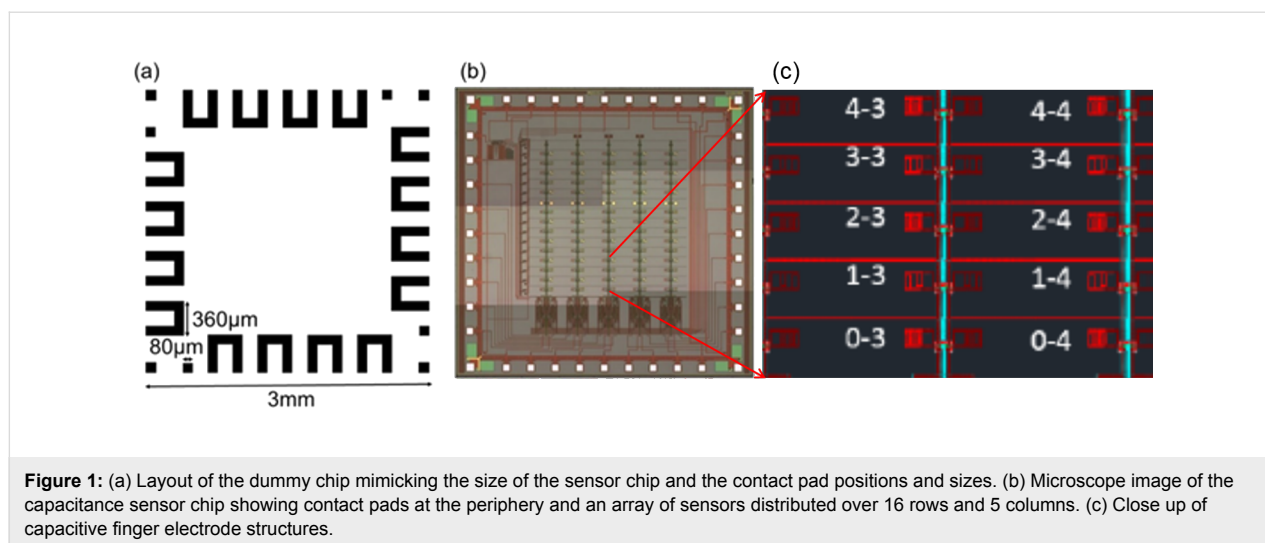 (a)
(b)
(c)
360µm
80µm
3mm
4-3 4-4
3-3 3-4
2-3 2-4
1-3 1-4
0-3 0-4
Figure 1: (a) Layout of the dummy chip mimicking the size of the sensor chip and the contact pad positions and sizes. (b) Microscope image of the
capacitance sensor chip showing contact pads at the periphery and an array of sensors distributed over 16 rows and 5 columns. (c) Close up of
capacitive finger electrode structures.